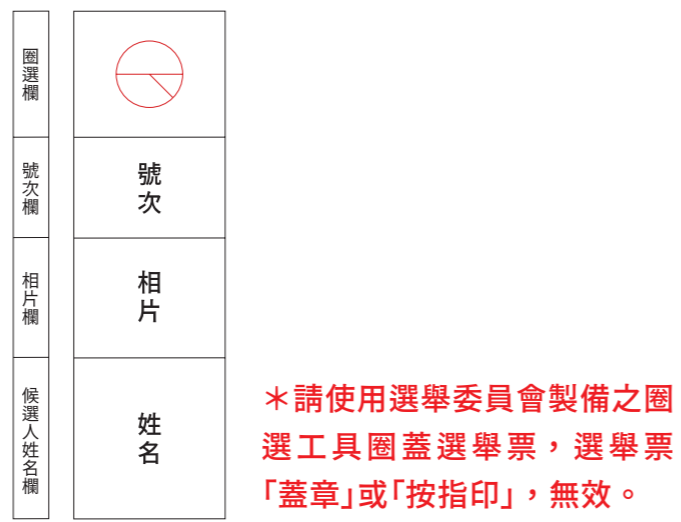 圈選欄
號次欄
號次
相片欄
相片
候選人姓名欄
姓名
＊請使用選舉委員會製備之圈
選工具圈蓋選舉票，選舉票
「蓋章」或「按指印」，無效。